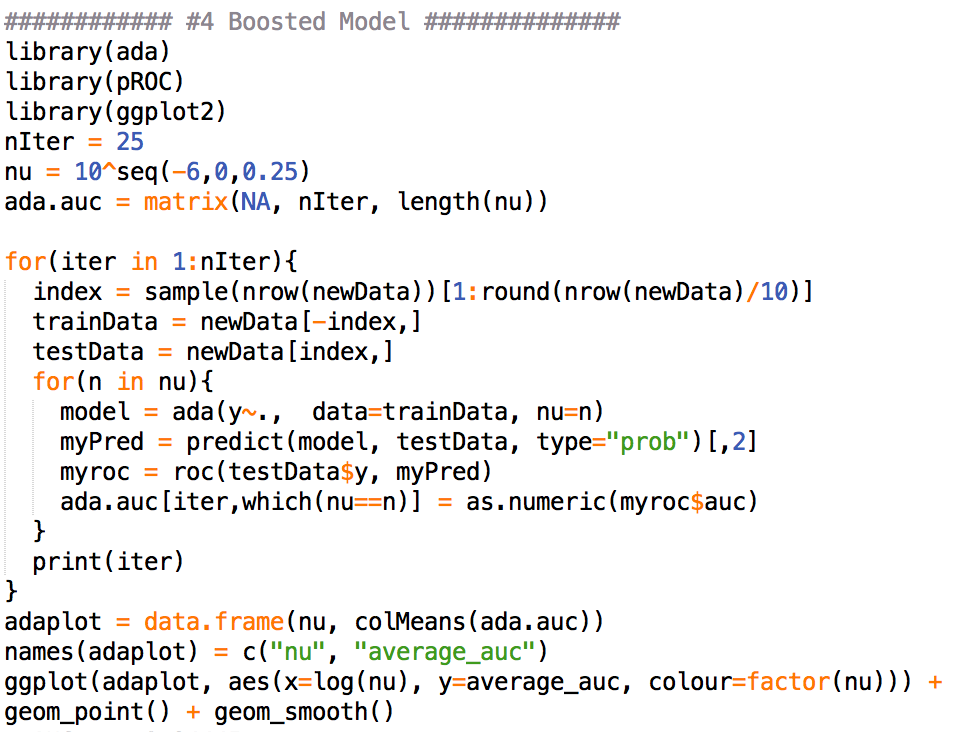 ############ #4 Boosted Model ##############
library(ada)
library(pROC)
library(ggplot2)
nIter = 25
nu = 10^seq(-6,0,0.25)
ada.auc = matrix(NA, nIter, length(nu))
for(iter in 1:nIter){
  index = sample(nrow(newData))[1:round(nrow(newData)/10)]
  trainData = newData[-index,]
  testData = newData[index,]
  for(n in nu){
    model = ada(y~.,  data=trainData, nu=n)
    myPred = predict(model, testData, type="prob")[,2]
    myroc = roc(testData$y, myPred)
    ada.auc[iter,which(nu==n)] = as.numeric(myroc$auc)
  }
  print(iter)
}
adaplot = data.frame(nu, colMeans(ada.auc))
names(adaplot) = c("nu", "average_auc")
ggplot(adaplot, aes(x=log(nu), y=average_auc, colour=factor(nu))) +
geom_point() + geom_smooth()